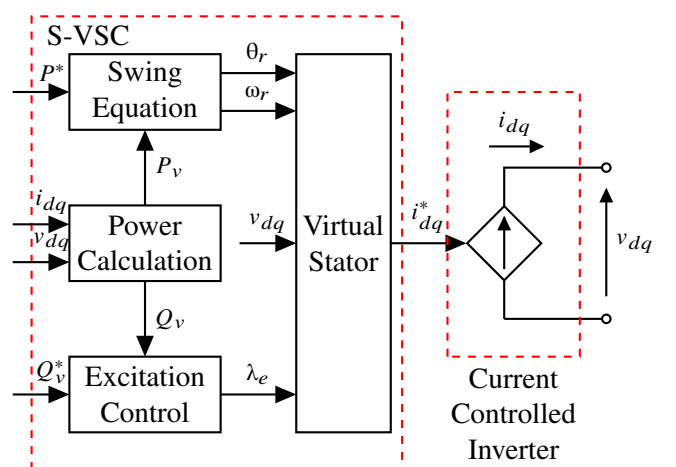 S-VSC
P*
Swing
Equation
θr
ωr
Pv
idq
vdq
Power
Calculation
vdq
Virtual
Stator
i*dq
idq
vdq
Qv
Q*v
Excitation
Control
λe
Current
Controlled
Inverter